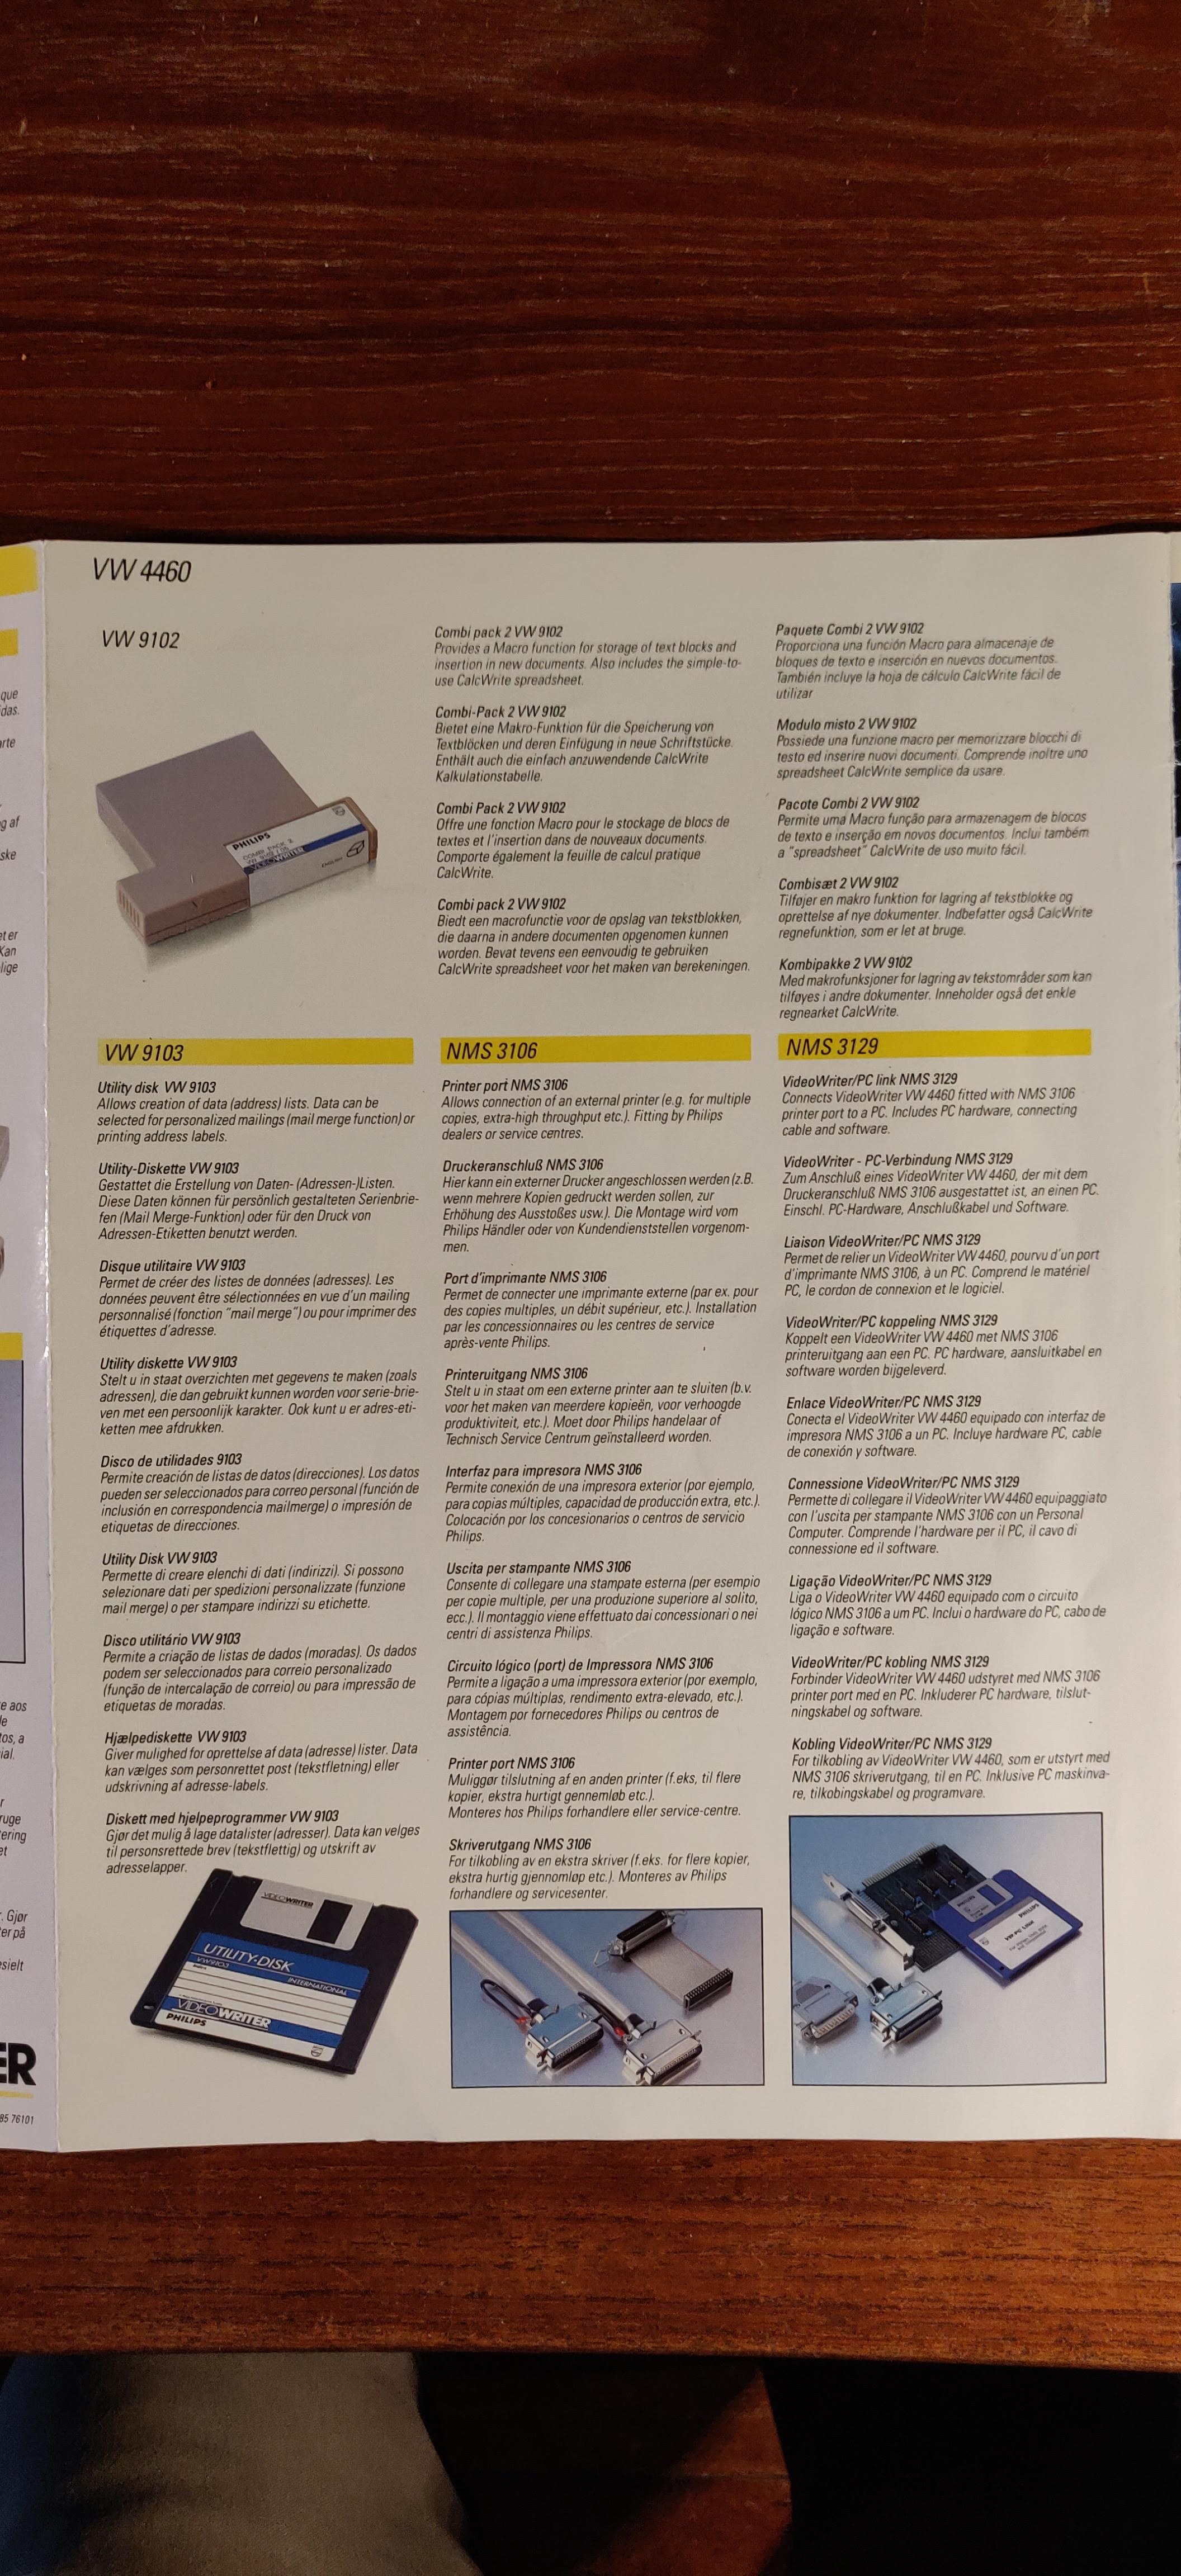 VW 4460
VW 9102
PHILIPS
COMBI PACK 2
VIDEOWRITER
Combi pack 2 VW 9102
Provides a Macro function for storage of text blocks and
insertion in new documents. Also includes the simple-to-
use CalcWrite spreadsheet.
Combi-Pack 2 VW 9102
Bietet eine Makro-Funktion für die Speicherung von
Textblöcken und deren Einfügung in neue Schriftstücke.
Enthält auch die einfach anzuwendende CalcWrite
Kalkulationstabelle.
Combi Pack 2 VW 9102
Offre une fonction Macro pour le stockage de blocs de
textes et l'insertion dans de nouveaux documents.
Comporte également la feuille de calcul pratique
CalcWrite.
Combi pack 2 VW 9102
Biedt een macrofunctie voor de opslag van tekstblokken,
die daarna in andere documenten opgenomen kunnen
worden. Bevat tevens een eenvoudig te gebruiken
CalcWrite spreadsheet voor het maken van berekeningen.
Paquete Combi 2 VW 9102
Proporciona una función Macro para almacenaje de
bloques de texto e inserción en nuevos documentos.
También incluye la hoja de cálculo CalcWrite fácil de
utilizar
Modulo misto 2 VW 9102
Possiede una funzione macro per memorizzare blocchi di
testo ed inserire nuovi documenti. Comprende inoltre uno
spreadsheet CalcWrite semplice da usare.
Pacote Combi 2 VW 9102
Permite uma Macro função para armazenagem de blocos
de texto e inserção em novos documentos. Inclui também
a "spreadsheet" CalcWrite de uso muito fácil.
Combisæt 2 VW 9102
Tilføjer en makro funktion for lagring af tekstblokke og
oprettelse af nye dokumenter. Indbefatter også CalcWrite
regnefunktion, som er let at bruge.
Kombipakke 2 VW 9102
Med makrofunksjoner for lagring av tekstområder som kan
tilføyes i andre dokumenter. Inneholder også det enkle
regnearket CalcWrite.
VW 9103
Utility disk VW 9103
Allows creation of data (address) lists. Data can be
selected for personalized mailings (mail merge function) or
printing address labels.
Utility-Diskette VW 9103
Gestattet die Erstellung von Daten- (Adressen-)Listen.
Diese Daten können für persönlich gestalteten Serienbrie-
fen (Mail Merge-Funktion) oder für den Druck von
Adressen-Etiketten benutzt werden.
Disque utilitaire VW 9103
Permet de créer des listes de données (adresses). Les
données peuvent être sélectionnées en vue d'un mailing
personnalisé (fonction "mail merge") ou pour imprimer des
étiquettes d'adresse.
Utility diskette VW 9103
Stelt u in staat overzichten met gegevens te maken (zoals
adressen), die dan gebruikt kunnen worden voor serie-brie-
ven met een persoonlijk karakter. Ook kunt u er adres-eti-
ketten mee afdrukken.
Disco de utilidades 9103
Permite creación de listas de datos (direcciones). Los datos
pueden ser seleccionados para correo personal (función de
inclusión en correspondencia mailmerge) o impresión de
etiquetas de direcciones.
Utility Disk VW 9103
Permette di creare elenchi di dati (indirizzi). Si possono
selezionare dati per spedizioni personalizzate (funzione
mail merge) o per stampare indirizzi su etichette.
Disco utilitário VW 9103
Permite a criação de listas de dados (moradas). Os dados
podem ser seleccionados para correio personalizado
(função de intercalação de correio) ou para impressão de
etiquetas de moradas.
Hjælpediskette VW 9103
Giver mulighed for oprettelse af data (adresse) lister. Data
kan vælges som personrettet post (tekstfletning) eller
udskrivning af adresse-labels.
Diskett med hjelpeprogrammer VW 9103
Gjør det mulig å lage datalister (adresser). Data kan velges
til personsrettede brev (tekstflettig) og utskrift av
adresselapper.
VIDEOWRITER
UTILITY-DISK
VW9103
INTERNATIONAL
VIDEOWRITER
PHILIPS
NMS 3106
Printer port NMS 3106
Allows connection of an external printer (e.g. for multiple
copies, extra-high throughput etc.). Fitting by Philips
dealers or service centres.
Druckeranschluß NMS 3106
Hier kann ein externer Drucker angeschlossen werden (z.B.
wenn mehrere Kopien gedruckt werden sollen, zur
Erhöhung des Ausstoßes usw.). Die Montage wird vom
Philips Händler oder von Kundendienststellen vorgenom-
men.
Port d'imprimante NMS 3106
Permet de connecter une imprimante externe (par ex. pour
des copies multiples, un débit supérieur, etc.). Installation
par les concessionnaires ou les centres de service
après-vente Philips.
Printeruitgang NMS 3106
Stelt u in staat om een externe printer aan te sluiten (b.v.
voor het maken van meerdere kopieën, voor verhoogde
produktiviteit, etc.). Moet door Philips handelaar of
Technisch Service Centrum geïnstalleerd worden.
Interfaz para impresora NMS 3106
Permite conexión de una impresora exterior (por ejemplo,
para copias múltiples, capacidad de producción extra, etc.).
Colocación por los concesionarios o centros de servicio
Philips.
Uscita per stampante NMS 3106
Consente di collegare una stampate esterna (per esempio
per copie multiple, per una produzione superiore al solito,
ecc.). Il montaggio viene effettuato dai concessionari o nei
centri di assistenza Philips.
Circuito lógico (port) de Impressora NMS 3106
Permite a ligação a uma impressora exterior (por exemplo,
para cópias múltiplas, rendimento extra-elevado, etc.).
Montagem por fornecedores Philips ou centros de
assistência.
Printer port NMS 3106
Muliggør tilslutning af en anden printer (f.eks, til flere
kopier, ekstra hurtigt gennemløb etc.).
Monteres hos Philips forhandlere eller service-centre.
Skriverutgang NMS 3106
For tilkobling av en ekstra skriver (f.eks. for flere kopier,
ekstra hurtig gjennomløp etc.). Monteres av Philips
forhandlere og servicesenter.
NMS 3129
VideoWriter/PC link NMS 3129
Connects VideoWriter VW 4460 fitted with NMS 3106
printer port to a PC. Includes PC hardware, connecting
cable and software.
VideoWriter - PC-Verbindung NMS 3129
Zum Anschluß eines VideoWriter VW 4460, der mit dem
Druckeranschluß NMS 3106 ausgestattet ist, an einen PC.
Einschl. PC-Hardware, Anschlußkabel und Software.
Liaison VideoWriter/PC NMS 3129
Permet de relier un VideoWriter VW 4460, pourvu d'un port
d'imprimante NMS 3106, à un PC. Comprend le matériel
PC, le cordon de connexion et le logiciel.
VideoWriter/PC koppeling NMS 3129
Koppelt een VideoWriter VW 4460 met NMS 3106
printeruitgang aan een PC. PC hardware, aansluitkabel en
software worden bijgeleverd.
Enlace VideoWriter/PC NMS 3129
Conecta el VideoWriter VW 4460 equipado con interfaz de
impresora NMS 3106 a un PC. Incluye hardware PC, cable
de conexión y software.
Connessione VideoWriter/PC NMS 3129
Permette di collegare il VideoWriter VW 4460 equipaggiato
con l'uscita per stampante NMS 3106 con un Personal
Computer. Comprende l'hardware per il PC, il cavo di
connessione ed il software.
Ligação VideoWriter/PC NMS 3129
Liga o VideoWriter VW 4460 equipado com o circuito
lógico NMS 3106 a um PC. Inclui o hardware do PC, cabo de
ligação e software.
VideoWriter/PC kobling NMS 3129
Forbinder VideoWriter VW 4460 udstyret med NMS 3106
printer port med en PC. Inkluderer PC hardware, tilslut-
ningskabel og software.
Kobling VideoWriter/PC NMS 3129
For tilkobling av VideoWriter VW 4460, som er utstyrt med
NMS 3106 skriverutgang, til en PC. Inklusive PC maskinva-
re, tilkobingskabel og programvare.
PHILIPS
VW-PC LINK
que
das.
arte
g af
ske
et er
Kan
lige
e aos
le
tos, a
ial.
r
ruge
tering
et
. Gjør
er på
esielt
ER
85 76101